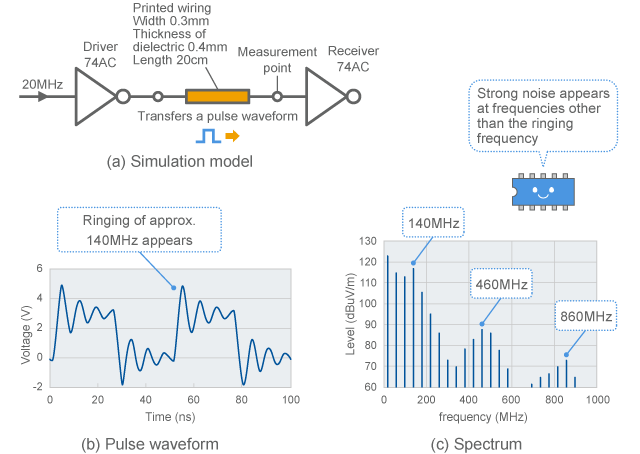 Printed wiring
Width 0.3mm
Thickness of
dielectric 0.4mm
Length 20cm
Driver
74AC
Measurement
point
Receiver
74AC
20MHz
Transfers a pulse waveform
(a) Simulation model
Strong noise appears
at frequencies other
than the ringing
frequency
Ringing of approx.
140MHz appears
6
4
2
0
-2
Voltage (V)
0
20
40
60
80
100
Time (ns)
(b) Pulse waveform
140MHz
460MHz
860MHz
130
120
110
100
90
80
70
60
Level (dBuV/m)
0
200
400
600
800
1000
frequency (MHz)
(c) Spectrum